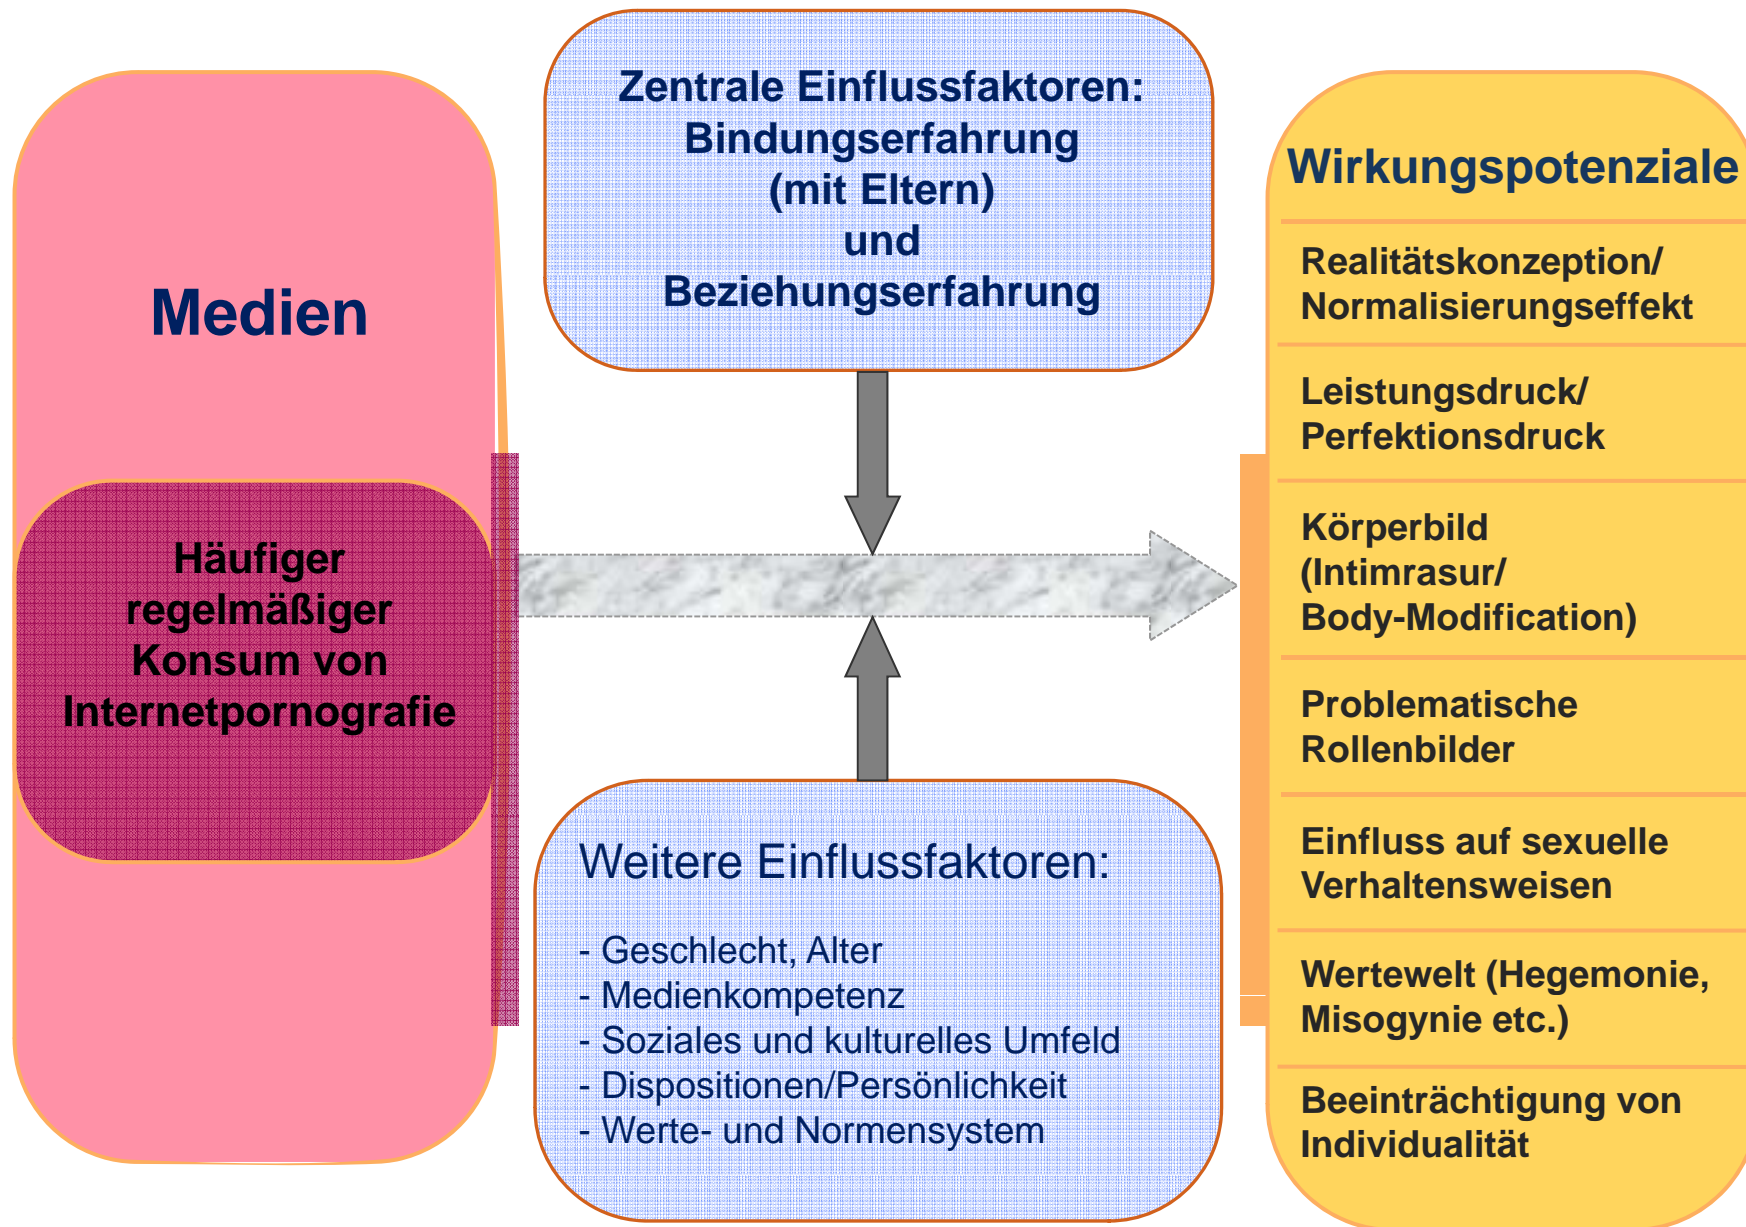 Medien
Häufiger
regelmäßiger
Konsum von
Internetpornografie
Zentrale Einflussfaktoren:
Bindungserfahrung
(mit Eltern)
und
Beziehungserfahrung
Weitere Einflussfaktoren:
- Geschlecht, Alter
- Medienkompetenz
- Soziales und kulturelles Umfeld
- Dispositionen/Persönlichkeit
- Werte- und Normensystem
Wirkungspotenziale
Realitätskonzeption/
Normalisierungseffekt
Leistungsdruck/
Perfektionsdruck
Körperbild
(Intimrasur/
Body-Modification)
Problematische
Rollenbilder
Einfluss auf sexuelle
Verhaltensweisen
Wertewelt (Hegemonie,
Misogynie etc.)
Beeinträchtigung von
Individualität